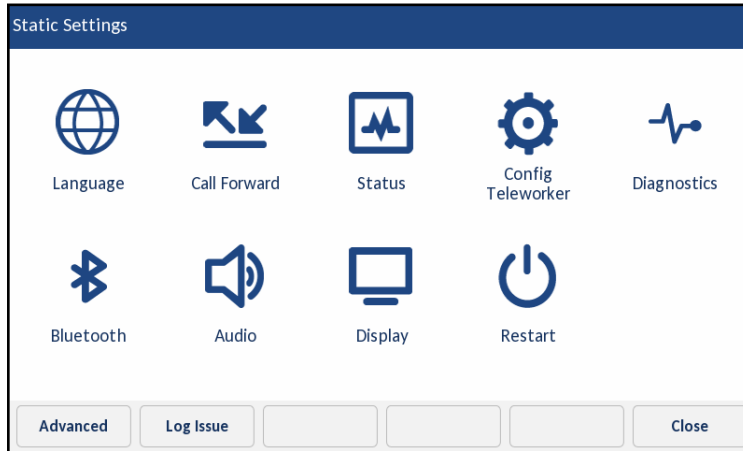 Static Settings
Language
Call Forward
Status
Config
Teleworker
Diagnostics
Bluetooth
Audio
Display
Restart
Advanced
Log Issue
Close